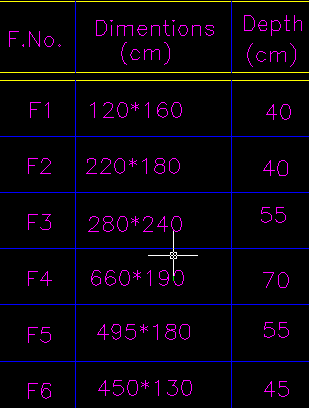 F.No. Dimentions (cm) Depth (cm)
F1 120*160 40
F2 220*180 40
F3 280*240 55
F4 660*190 70
F5 495*180 55
F6 450*130 45